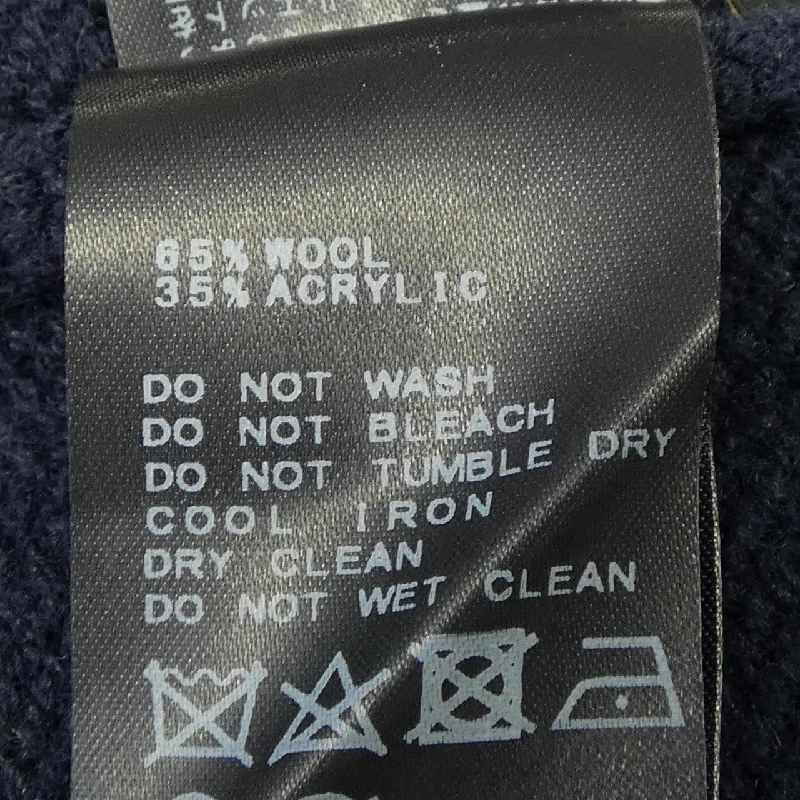 65% WOOL
35% ACRYLIC
DO NOT WASH
DO NOT BLEACH
DO NOT TUMBLE DRY
COOL IRON
DRY CLEAN
DO NOT WET CLEAN